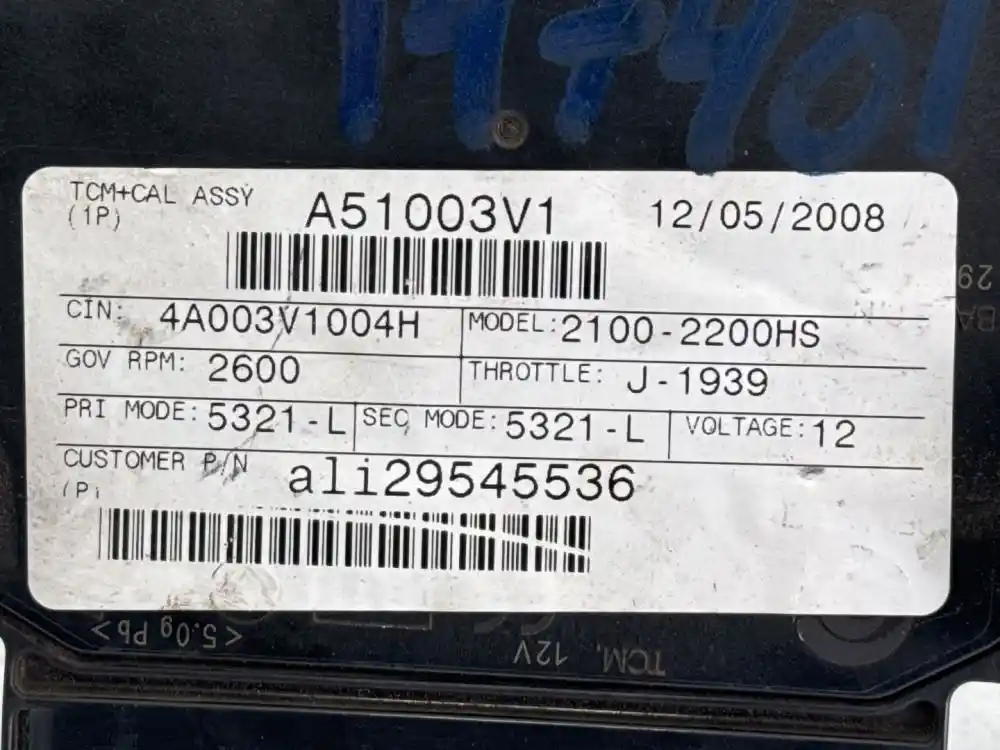 TCM+CAL ASSY A51003V1 12/05/2008
(1P)
CIN: 4A003V1004H MODEL: 2100-2200HS
GOV RPM: 2600 THROTTLE: J-1939
PRI MODE: 5321-L SEC MODE: 5321-L VOLTAGE: 12
CUSTOMER P/N ali29545536
(P)
<5.0g Pb>
TCM, 12V